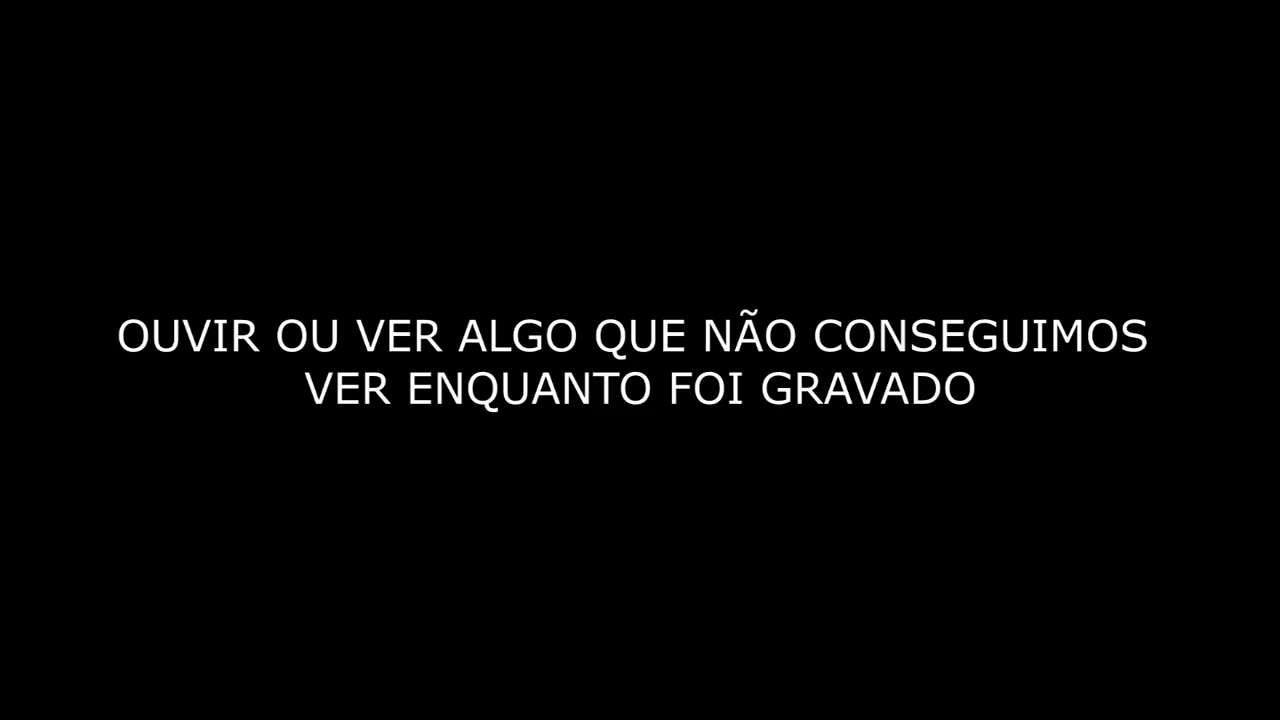 OUVIR OU VER ALGO QUE NÃO CONSEGUIMOS
VER ENQUANTO FOI GRAVADO